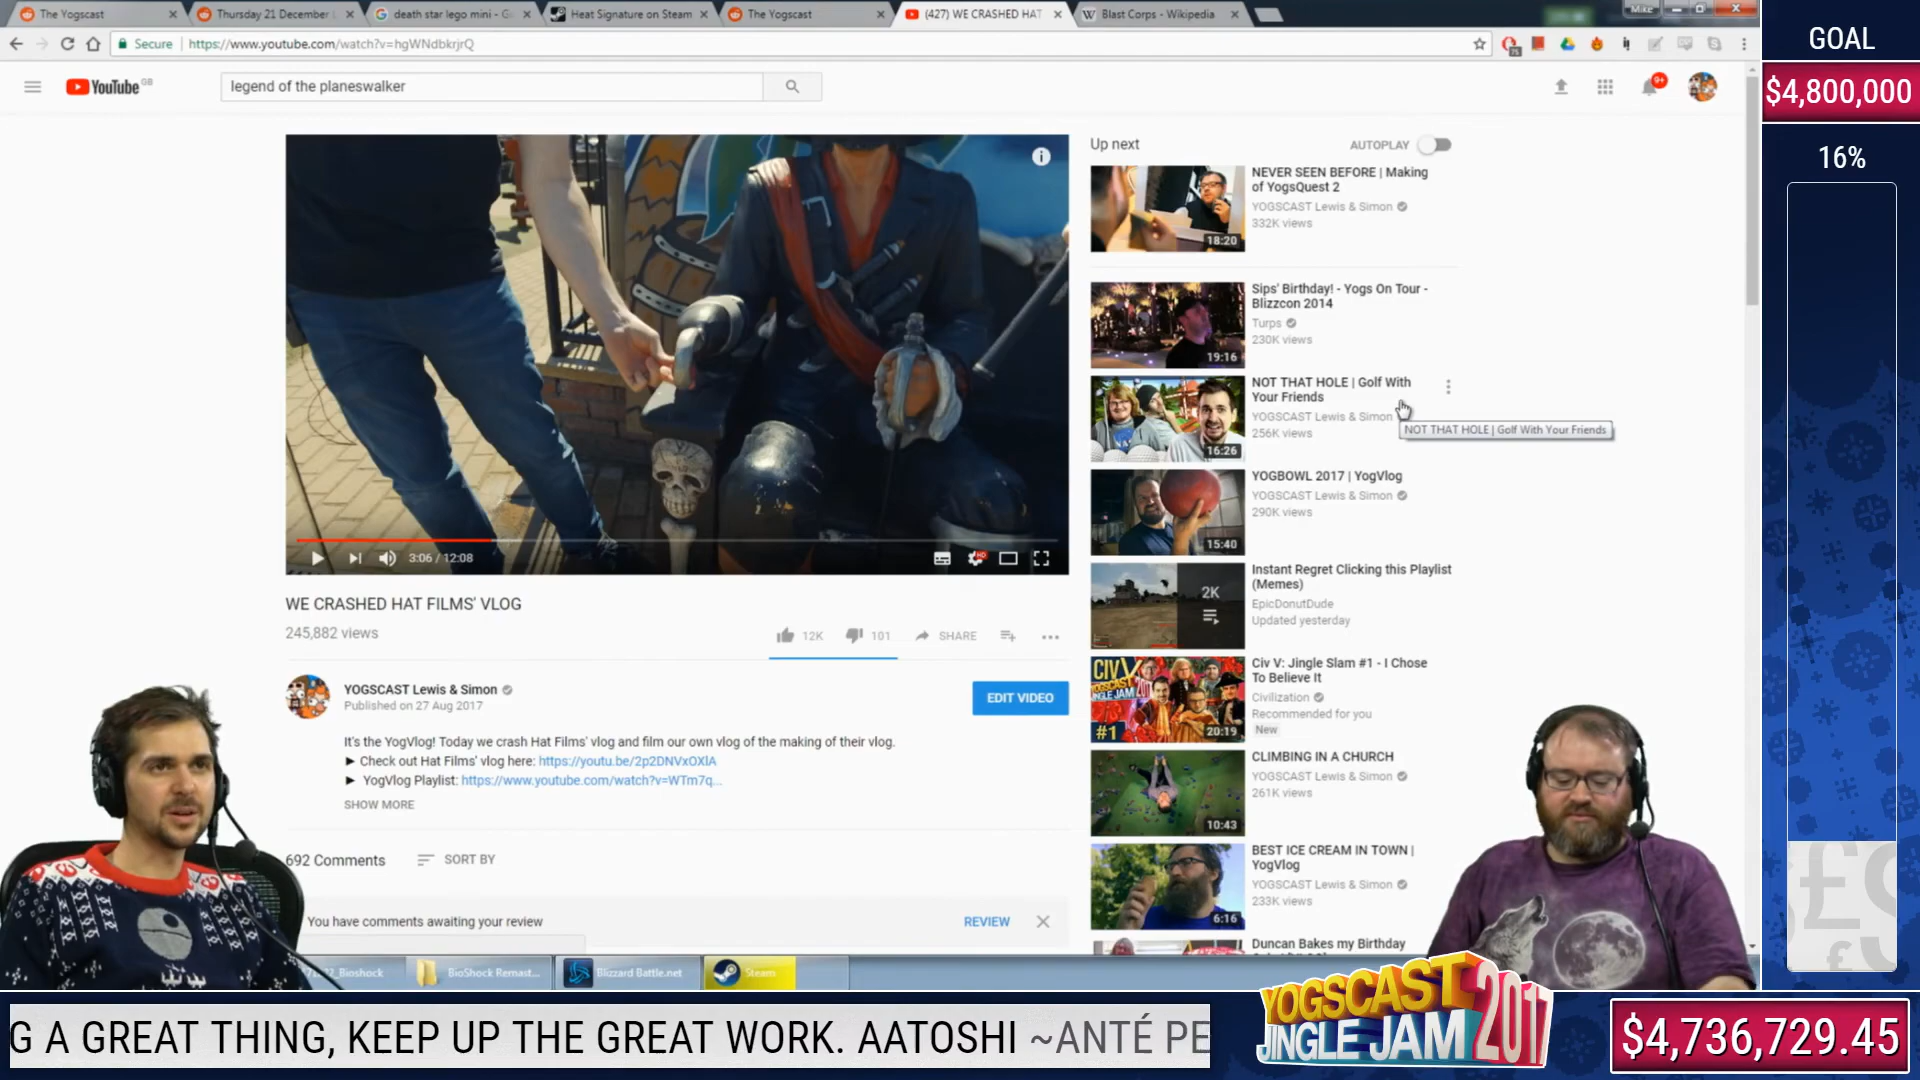 The Yogscast
Thursday 21 December
death star lego mini - G
Heat Signature on Steam
The Yogscast
(427) WE CRASHED HAT
Blast Corps - Wikipedia
Mike
Secure
https://www.youtube.com/watch?v=hgWNdbkrjrQ
YouTube GB
legend of the planeswalker
9+
Up next
AUTOPLAY
NEVER SEEN BEFORE | Making
of YogsQuest 2
YOGSCAST Lewis & Simon
332K views
18:20
Sips' Birthday! - Yogs On Tour -
Blizzcon 2014
Turps
230K views
19:16
NOT THAT HOLE | Golf With
Your Friends
YOGSCAST Lewis & Simon
256K views
16:26
NOT THAT HOLE | Golf With Your Friends
YOGBOWL 2017 | YogVlog
YOGSCAST Lewis & Simon
290K views
15:40
Instant Regret Clicking this Playlist
(Memes)
EpicDonutDude
Updated yesterday
2K
Civ V: Jingle Slam #1 - I Chose
To Believe It
Civilization
Recommended for you
New
CIV V
YOGSCAST
JINGLE JAM 2017
#1
20:19
CLIMBING IN A CHURCH
YOGSCAST Lewis & Simon
261K views
10:43
BEST ICE CREAM IN TOWN |
YogVlog
YOGSCAST Lewis & Simon
233K views
6:16
Duncan Bakes my Birthday
3:06 / 12:08
HD
WE CRASHED HAT FILMS' VLOG
245,882 views
12K
101
SHARE
YOGSCAST Lewis & Simon
Published on 27 Aug 2017
EDIT VIDEO
It's the YogVlog! Today we crash Hat Films' vlog and film our own vlog of the making of their vlog.
► Check out Hat Films' vlog here: https://youtu.be/2p2DNVxOXlA
► YogVlog Playlist: https://www.youtube.com/watch?v=WTm7q...
SHOW MORE
692 Comments
SORT BY
You have comments awaiting your review
REVIEW
Bioshock
BioShock Remast...
Blizzard Battle.net
Steam
GOAL
$4,800,000
16%
G A GREAT THING, KEEP UP THE GREAT WORK. AATOSHI ~ANTÉ PE
YOGSCAST
JINGLE JAM 2017
$4,736,729.45